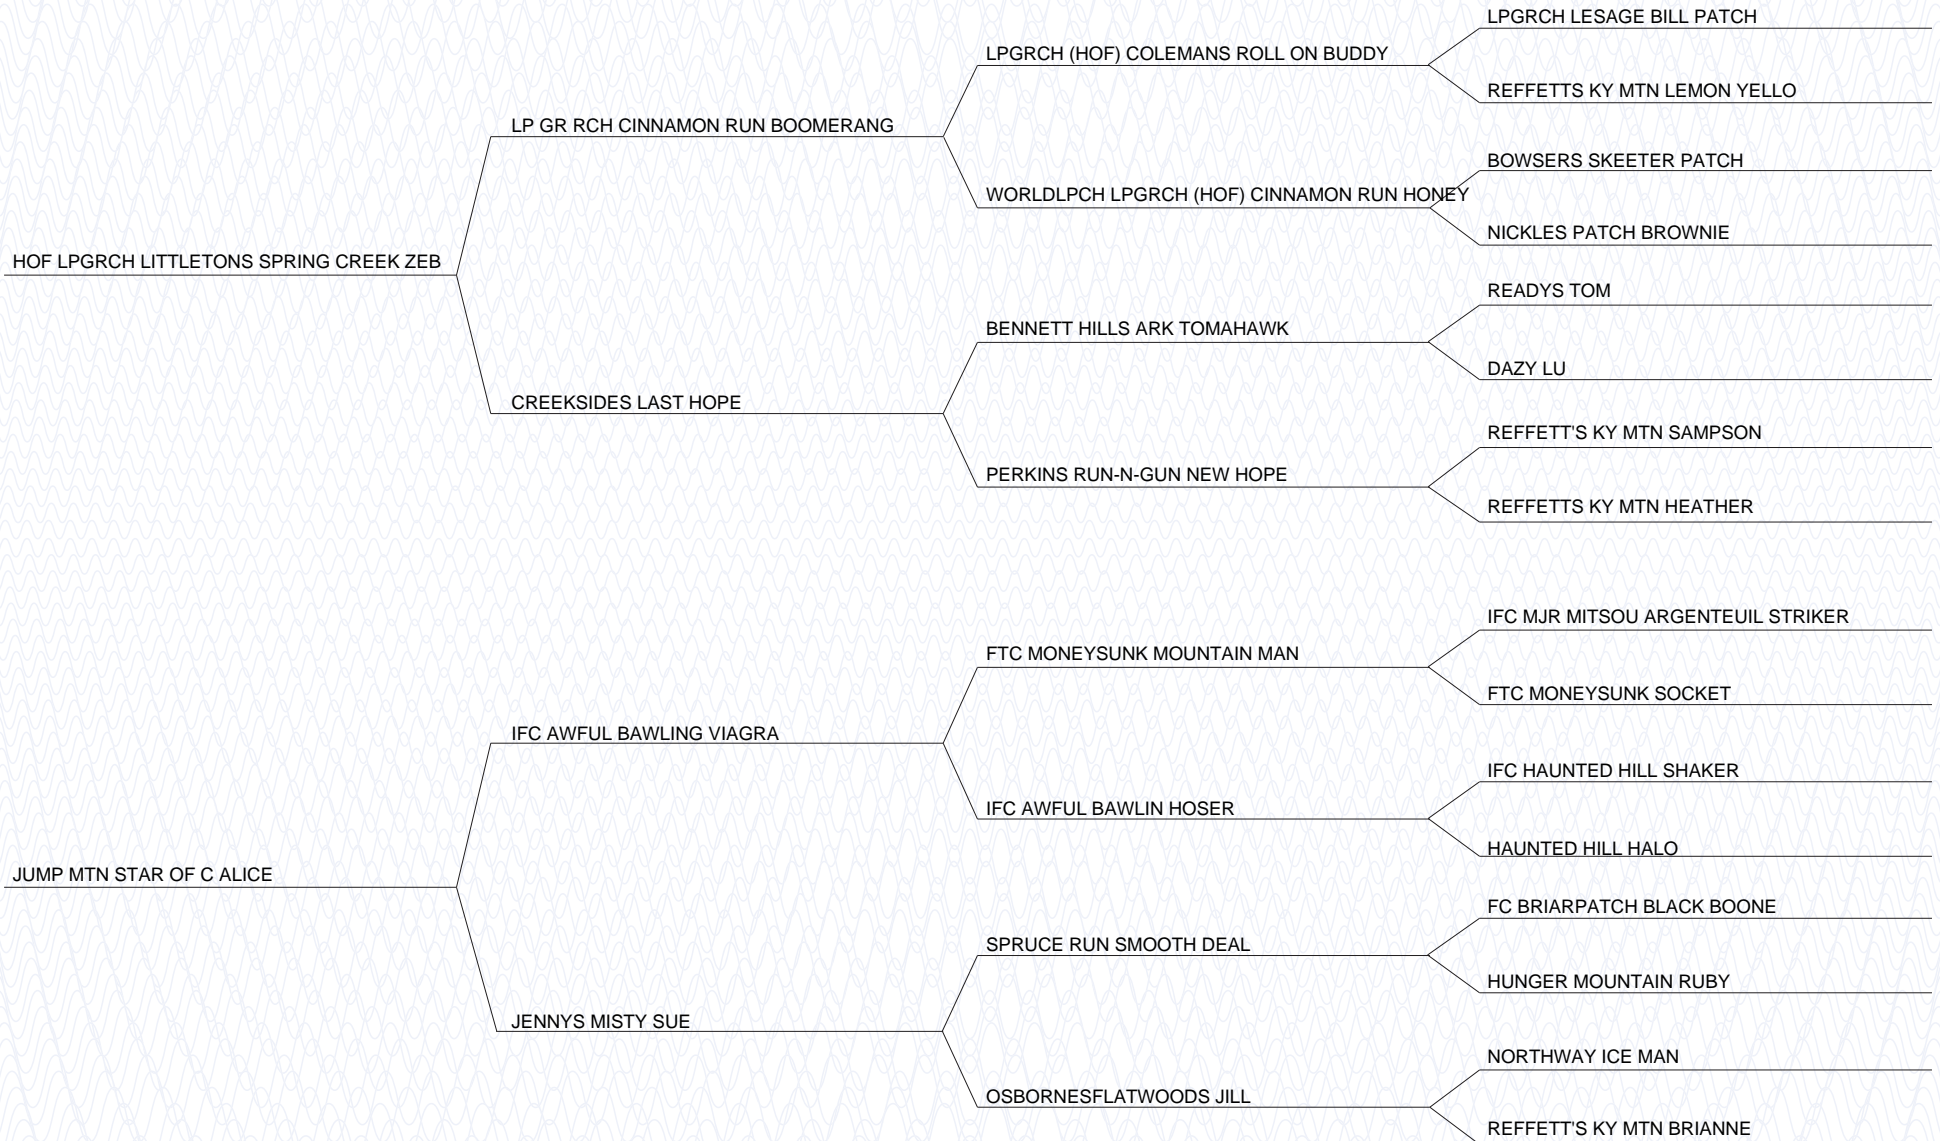 LPGRCH LESAGE BILL PATCH
LPGRCH (HOF) COLEMANS ROLL ON BUDDY
REFFETTS KY MTN LEMON YELLO
LP GR RCH CINNAMON RUN BOOMERANG
BOWSERS SKEETER PATCH
WORLDLPCH LPGRCH (HOF) CINNAMON RUN HONEY
NICKLES PATCH BROWNIE
HOF LPGRCH LITTLETONS SPRING CREEK ZEB
READYS TOM
BENNETT HILLS ARK TOMAHAWK
DAZY LU
CREEKSIDES LAST HOPE
REFFETT'S KY MTN SAMPSON
PERKINS RUN-N-GUN NEW HOPE
REFFETTS KY MTN HEATHER
IFC MJR MITSOU ARGENTEUIL STRIKER
FTC MONEYSUNK MOUNTAIN MAN
FTC MONEYSUNK SOCKET
IFC AWFUL BAWLING VIAGRA
IFC HAUNTED HILL SHAKER
IFC AWFUL BAWLIN HOSER
HAUNTED HILL HALO
JUMP MTN STAR OF C ALICE
FC BRIARPATCH BLACK BOONE
SPRUCE RUN SMOOTH DEAL
HUNGER MOUNTAIN RUBY
JENNYS MISTY SUE
NORTHWAY ICE MAN
OSBORNESFLATWOODS JILL
REFFETT'S KY MTN BRIANNE